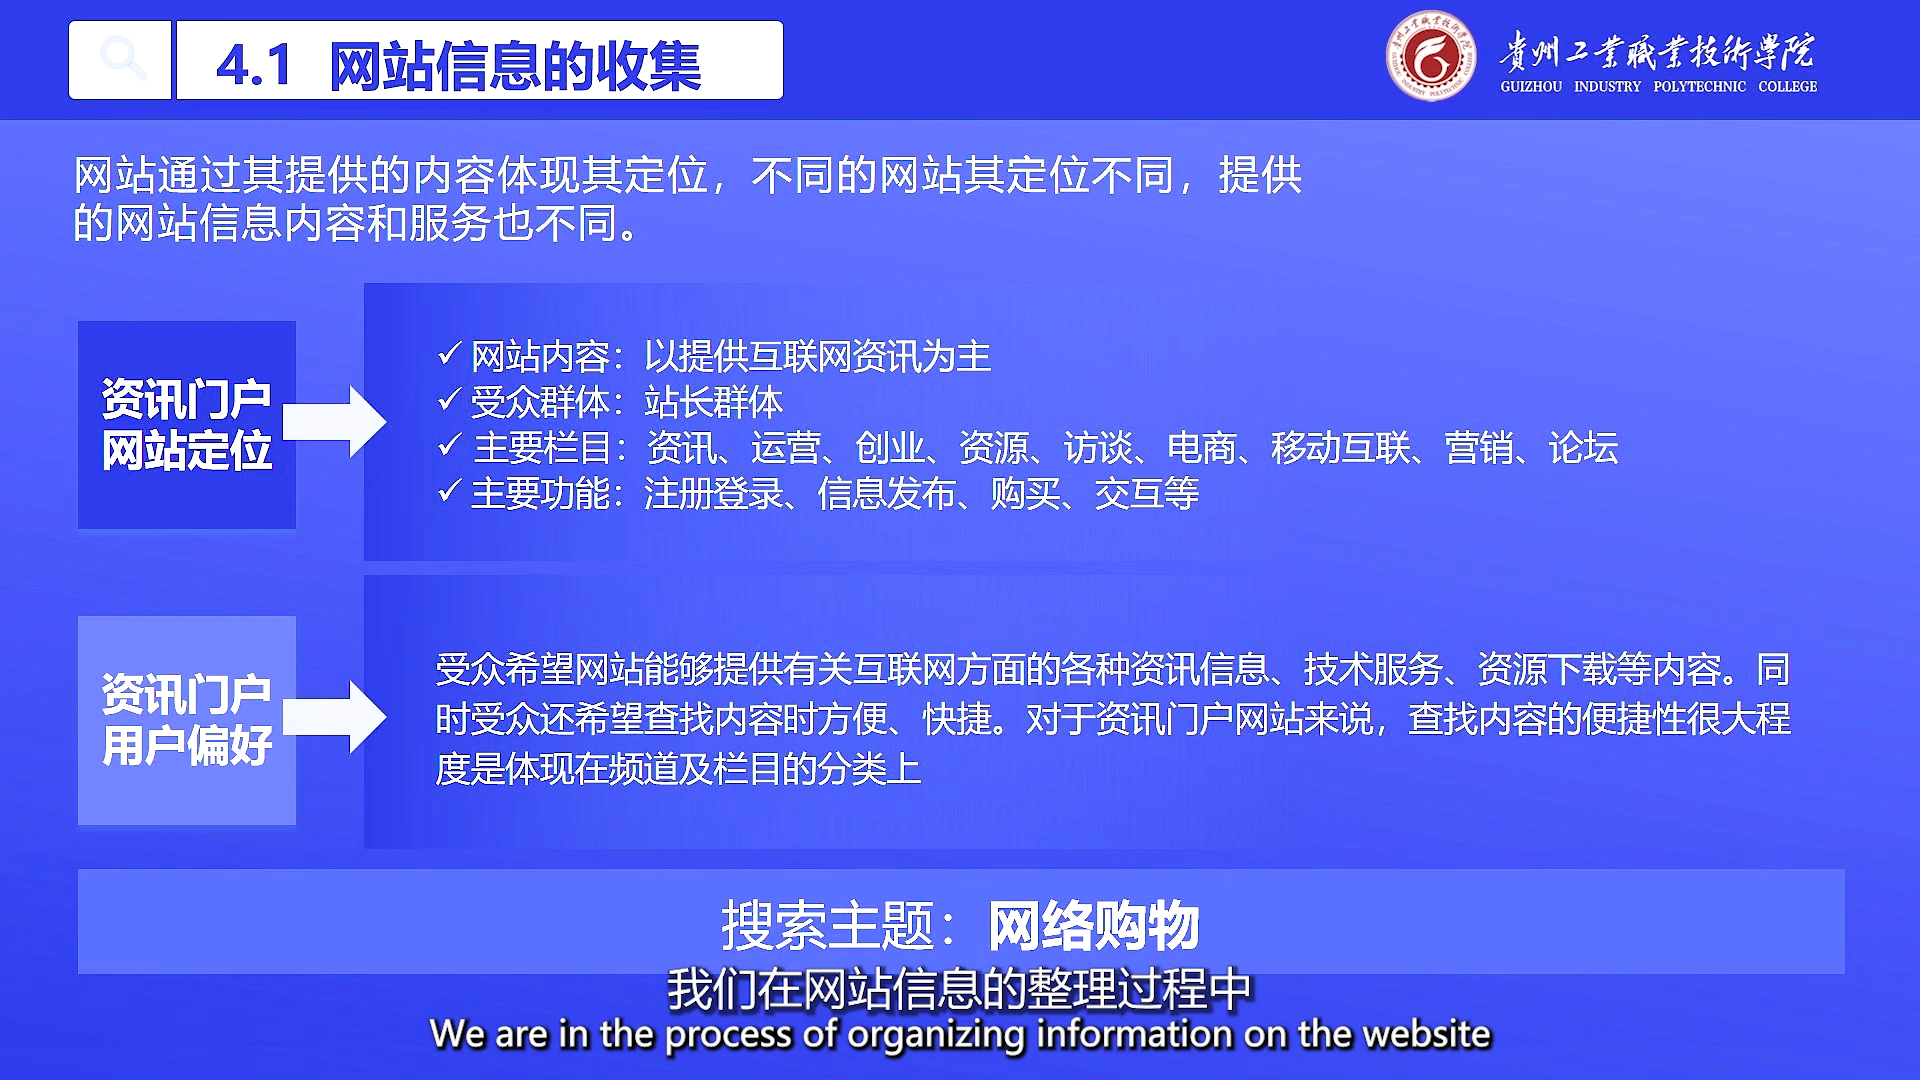 4.1 网站信息的收集
貴州工業職業技術學院
GUIZHOU INDUSTRY POLYTECHNIC COLLEGE
网站通过其提供的内容体现其定位，不同的网站其定位不同，提供
的网站信息内容和服务也不同。
资讯门户
网站定位
✓ 网站内容：以提供互联网资讯为主
✓ 受众群体：站长群体
✓ 主要栏目：资讯、运营、创业、资源、访谈、电商、移动互联、营销、论坛
✓ 主要功能：注册登录、信息发布、购买、交互等
资讯门户
用户偏好
受众希望网站能够提供有关互联网方面的各种资讯信息、技术服务、资源下载等内容。同
时受众还希望查找内容时方便、快捷。对于资讯门户网站来说，查找内容的便捷性很大程
度是体现在频道及栏目的分类上
搜索主题：网络购物
我们在网站信息的整理过程中
We are in the process of organizing information on the website